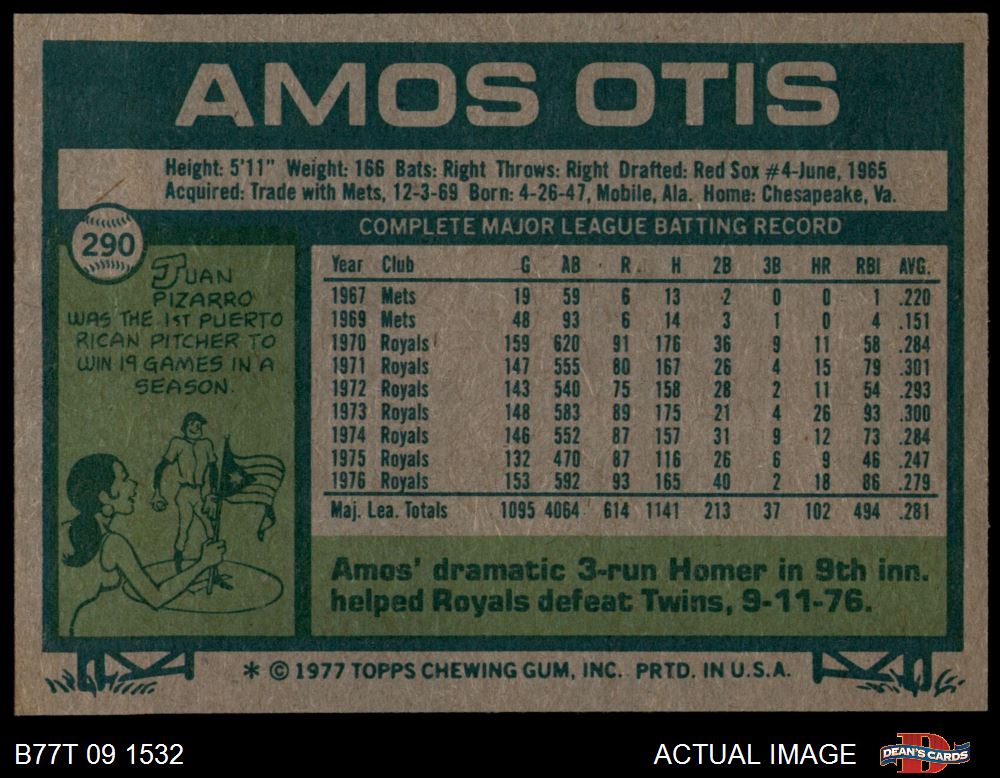 AMOS OTIS
Height: 5'11" Weight: 166 Bats: Right Throws: Right Drafted: Red Sox #4-June, 1965
Acquired: Trade with Mets, 12-3-69 Born: 4-26-47, Mobile, Ala. Home: Chesapeake, Va.
290
JUAN
PIZARRO
WAS THE 1ST PUERTO
RICAN PITCHER TO
WIN 19 GAMES IN A
SEASON.
COMPLETE MAJOR LEAGUE BATTING RECORD
Year Club G AB R H 2B 3B HR RBI AVG.
1967 Mets 19 59 6 13 2 0 0 1 .220
1969 Mets 48 93 6 14 3 1 0 4 .151
1970 Royals 159 620 91 176 36 9 11 58 .284
1971 Royals 147 555 80 167 26 4 15 79 .301
1972 Royals 143 540 75 158 28 2 11 54 .293
1973 Royals 148 583 89 175 21 4 26 93 .300
1974 Royals 146 552 87 157 31 9 12 73 .284
1975 Royals 132 470 87 116 26 6 9 46 .247
1976 Royals 153 592 93 165 40 2 18 86 .279
Maj. Lea. Totals 1095 4064 614 1141 213 37 102 494 .281
Amos' dramatic 3-run Homer in 9th inn.
helped Royals defeat Twins, 9-11-76.
* © 1977 TOPPS CHEWING GUM, INC. PRTD. IN U.S.A.
B77T 09 1532
ACTUAL IMAGE
D
DEAN'S CARDS